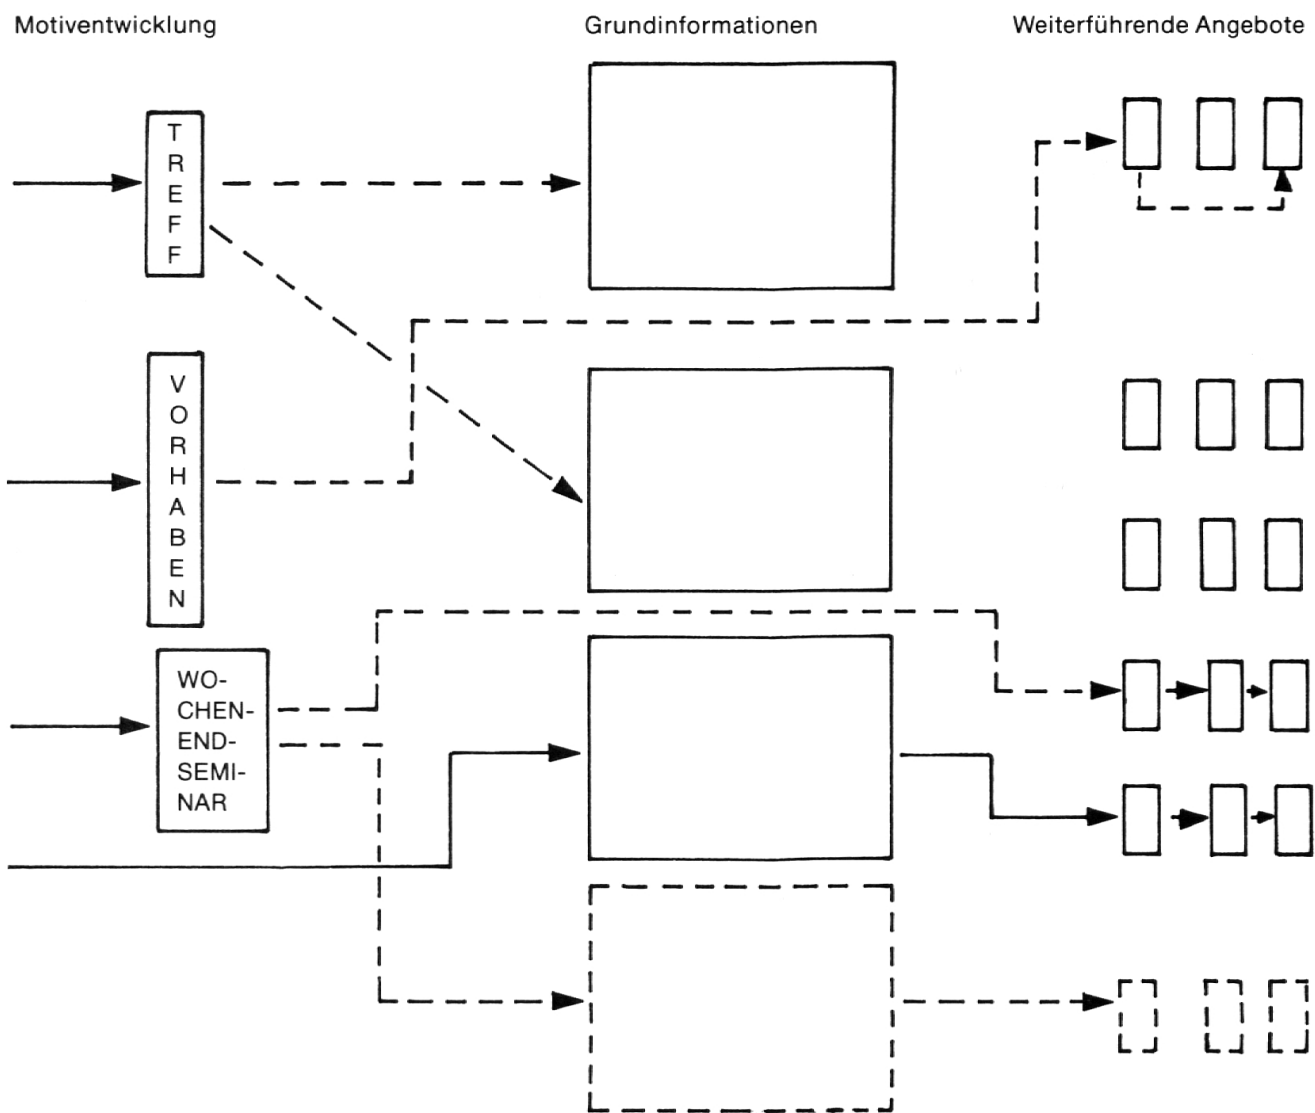 Motiventwicklung
Grundinformationen
Weiterführende Angebote
T
R
E
F
F
V
O
R
H
A
B
E
N
WO-
CHEN-
END-
SEMI-
NAR